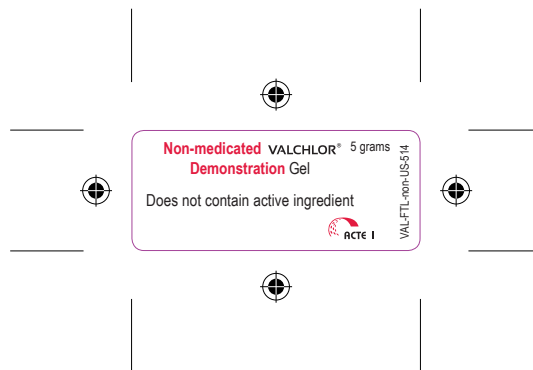 Non-medicated VALCHLOR® 5 grams
Demonstration Gel
Does not contain active ingredient
ACTE I
VAL-FTL-non-US-514